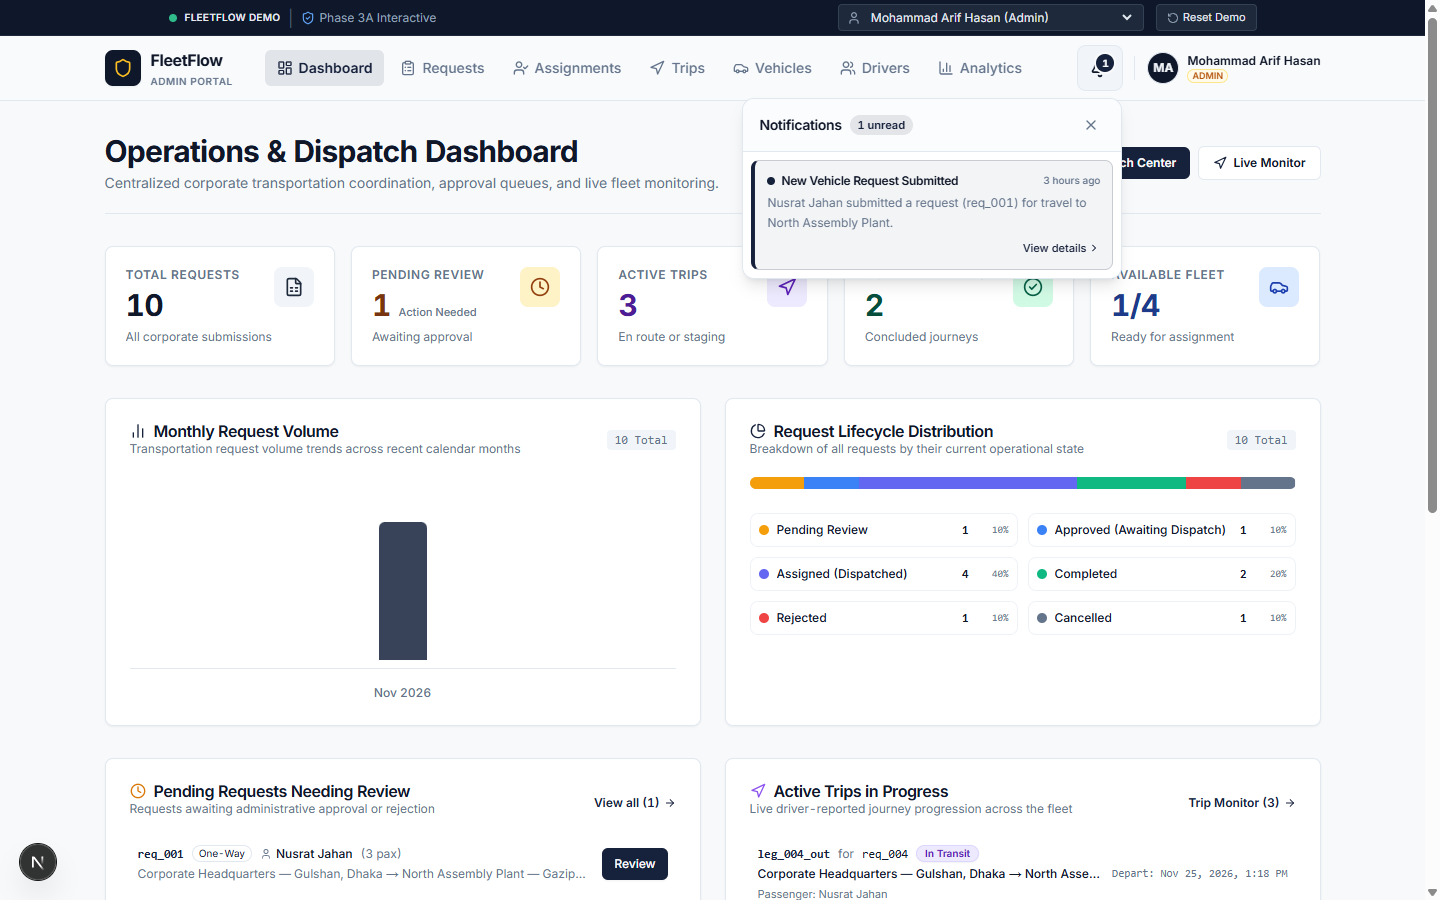 FLEETFLOW DEMO
Phase 3A Interactive
Mohammad Arif Hasan (Admin)
Reset Demo
FleetFlow
ADMIN PORTAL
Dashboard
Requests
Assignments
Trips
Vehicles
Drivers
Analytics
1
MA
Mohammad Arif Hasan
ADMIN
Notifications
1 unread
New Vehicle Request Submitted
3 hours ago
Nusrat Jahan submitted a request (req_001) for travel to
North Assembly Plant.
View details
Operations & Dispatch Dashboard
Centralized corporate transportation coordination, approval queues, and live fleet monitoring.
Center
Live Monitor
TOTAL REQUESTS
10
All corporate submissions
PENDING REVIEW
1 Action Needed
Awaiting approval
ACTIVE TRIPS
3
En route or staging
2
Concluded journeys
AVAILABLE FLEET
1/4
Ready for assignment
Monthly Request Volume
Transportation request volume trends across recent calendar months
10 Total
Nov 2026
Request Lifecycle Distribution
Breakdown of all requests by their current operational state
10 Total
Pending Review 1 10%
Approved (Awaiting Dispatch) 1 10%
Assigned (Dispatched) 4 40%
Completed 2 20%
Rejected 1 10%
Cancelled 1 10%
Pending Requests Needing Review
Requests awaiting administrative approval or rejection
View all (1)
req_001 One-Way Nusrat Jahan (3 pax)
Corporate Headquarters — Gulshan, Dhaka → North Assembly Plant — Gazip...
Review
Active Trips in Progress
Live driver-reported journey progression across the fleet
Trip Monitor (3)
leg_004_out for req_004 In Transit
Corporate Headquarters — Gulshan, Dhaka → North Asse...
Depart: Nov 25, 2026, 1:18 PM
Passenger: Nusrat Jahan
N